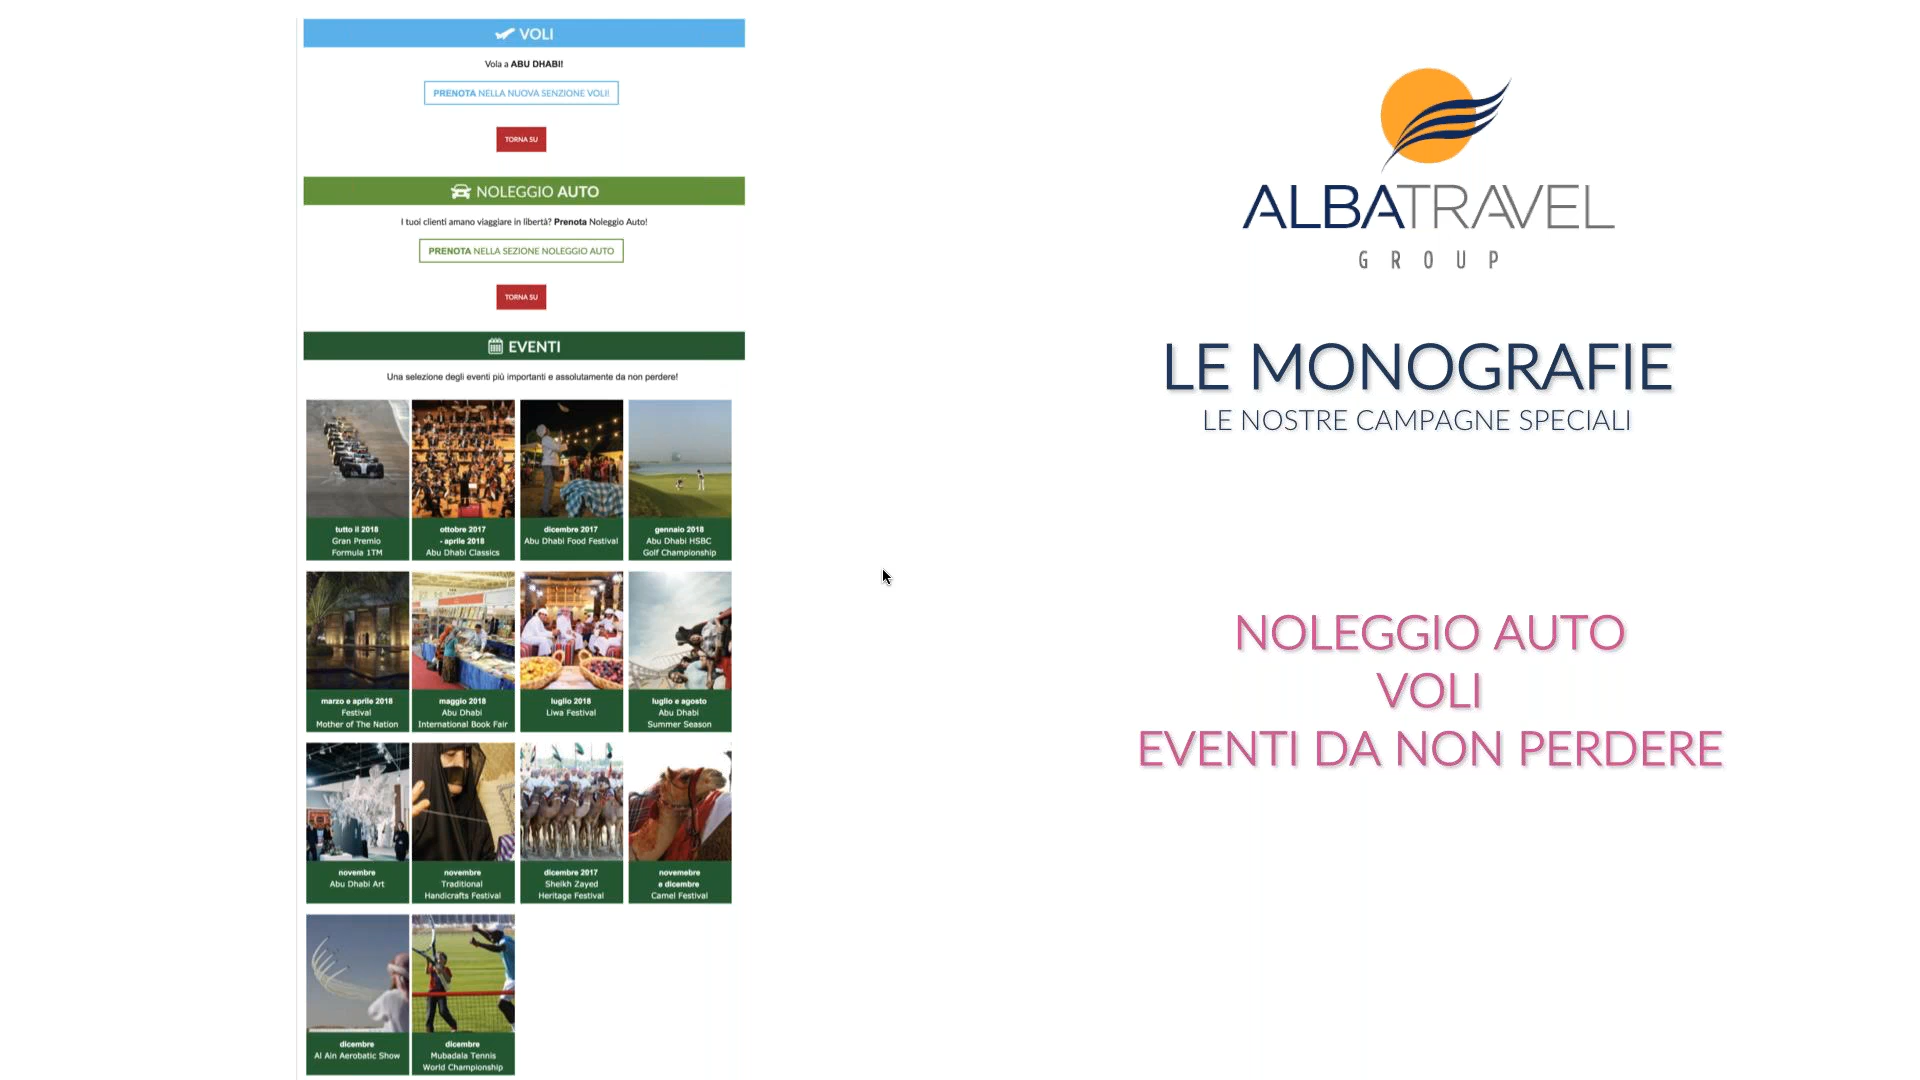 VOLI
Vola a ABU DHABI!
PRENOTA NELLA NUOVA SENZIONE VOLI!
TORNA SU
NOLEGGIO AUTO
I tuoi clienti amano viaggiare in libertà? Prenota Noleggio Auto!
PRENOTA NELLA SEZIONE NOLEGGIO AUTO
TORNA SU
EVENTI
Una selezione degli eventi più importanti e assolutamente da non perdere!
tutto il 2018
Gran Premio
Formula 1TM
ottobre 2017
- aprile 2018
Abu Dhabi Classics
dicembre 2017
Abu Dhabi Food Festival
gennaio 2018
Abu Dhabi HSBC
Golf Championship
marzo e aprile 2018
Festival
Mother of The Nation
maggio 2018
Abu Dhabi
International Book Fair
luglio 2018
Liwa Festival
luglio e agosto
Abu Dhabi
Summer Season
novembre
Abu Dhabi Art
novembre
Traditional
Handicrafts Festival
dicembre 2017
Sheikh Zayed
Heritage Festival
novemebre
e dicembre
Camel Festival
dicembre
Al Ain Aerobatic Show
dicembre
Mubadala Tennis
World Championship
ALBATRAVEL
GROUP
LE MONOGRAFIE
LE NOSTRE CAMPAGNE SPECIALI
NOLEGGIO AUTO
VOLI
EVENTI DA NON PERDERE